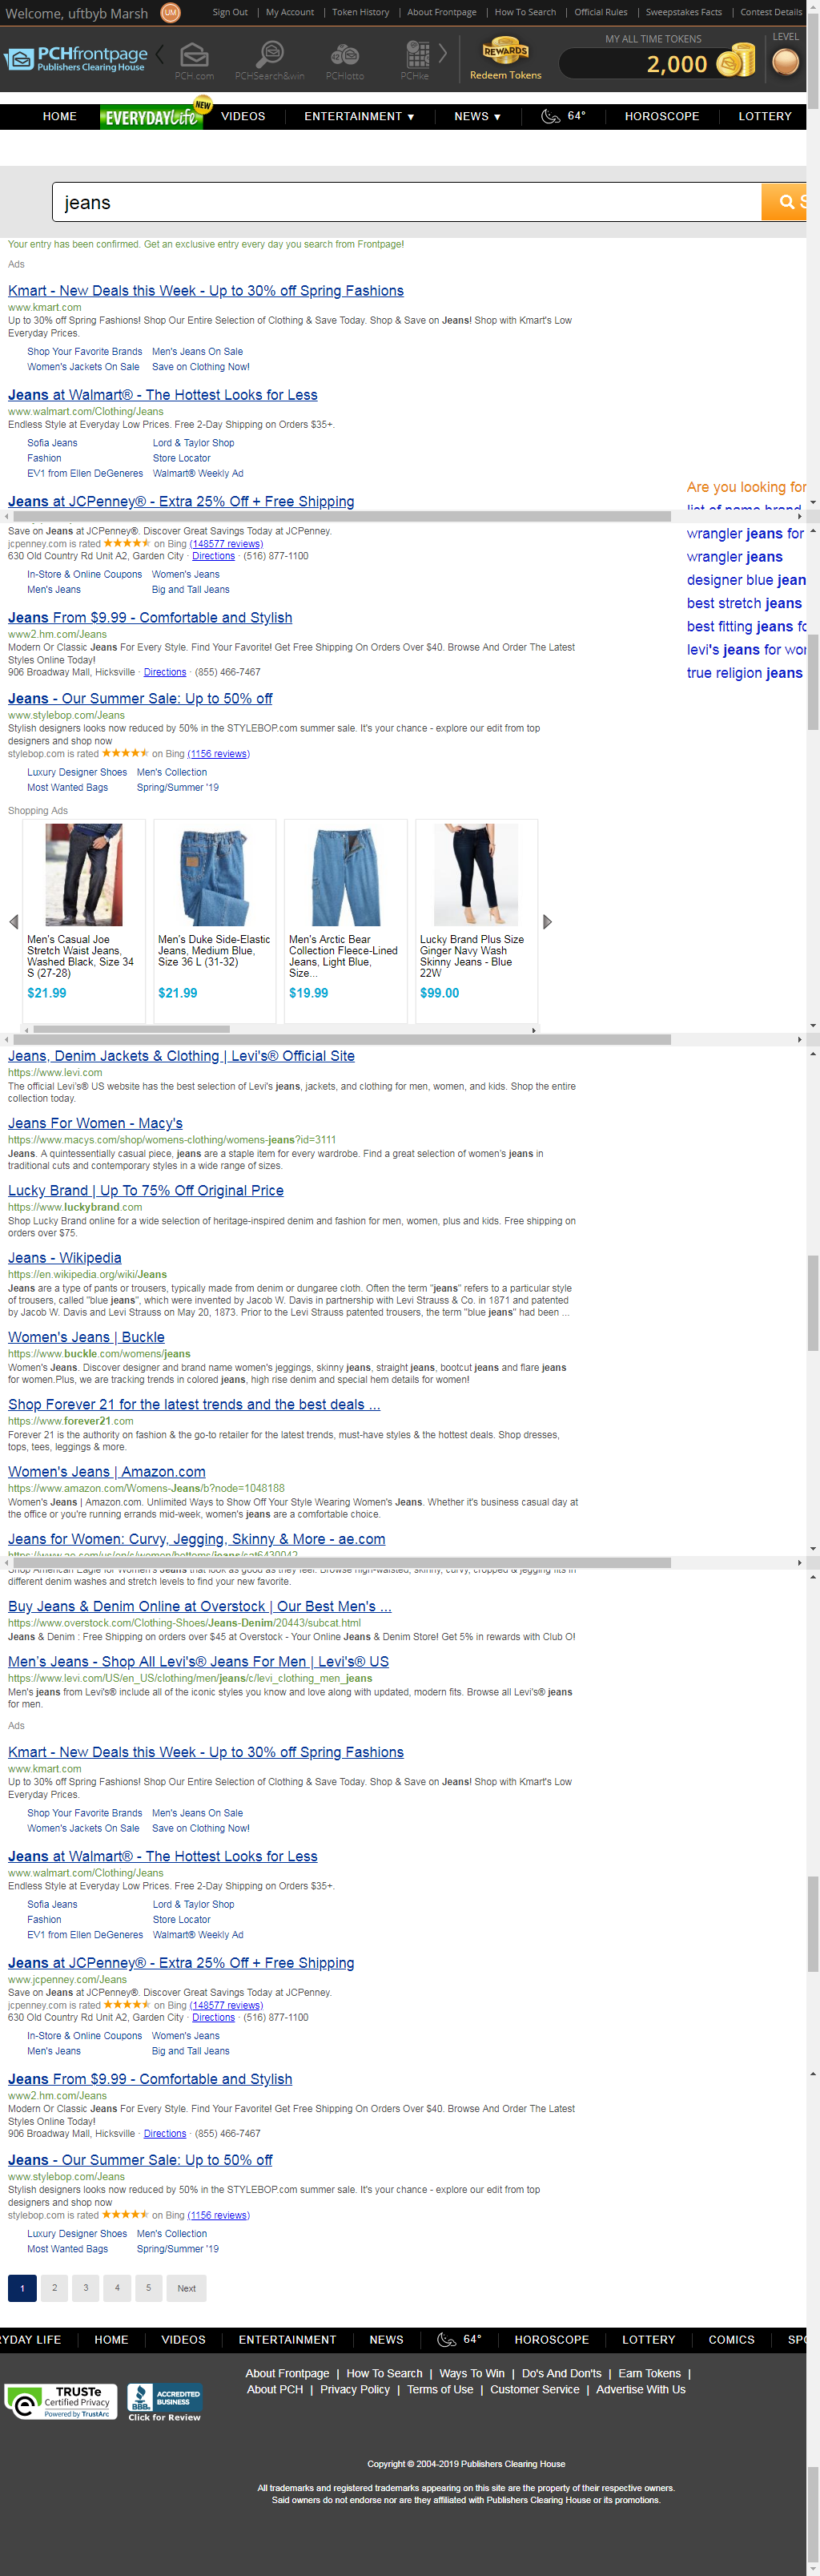 Welcome, uftbyb Marsh UM Sign Out | My Account | Token History | About Frontpage | How To Search | Official Rules | Sweepstakes Facts | Contest Details
PCHfrontpage
Publishers Clearing House
PCH.com PCHSearch&win PCHlotto PCHke
REWARDS
Redeem Tokens
MY ALL TIME TOKENS
2,000
LEVEL
HOME EVERYDAY Life NEW VIDEOS ENTERTAINMENT ▼ NEWS ▼ 64° HOROSCOPE LOTTERY
jeans
S
Your entry has been confirmed. Get an exclusive entry every day you search from Frontpage!
Ads
Kmart - New Deals this Week - Up to 30% off Spring Fashions
www.kmart.com
Up to 30% off Spring Fashions! Shop Our Entire Selection of Clothing & Save Today. Shop & Save on Jeans! Shop with Kmart's Low
Everyday Prices.
Shop Your Favorite Brands Men's Jeans On Sale
Women's Jackets On Sale Save on Clothing Now!
Jeans at Walmart® - The Hottest Looks for Less
www.walmart.com/Clothing/Jeans
Endless Style at Everyday Low Prices. Free 2-Day Shipping on Orders $35+.
Sofia Jeans Lord & Taylor Shop
Fashion Store Locator
EV1 from Ellen DeGeneres Walmart® Weekly Ad
Jeans at JCPenney® - Extra 25% Off + Free Shipping
Are you looking for
list of name brand
Save on Jeans at JCPenney®. Discover Great Savings Today at JCPenney.
jcpenney.com is rated ★★★★★ on Bing (148577 reviews)
630 Old Country Rd Unit A2, Garden City · Directions · (516) 877-1100
In-Store & Online Coupons Women's Jeans
Men's Jeans Big and Tall Jeans
wrangler jeans for
wrangler jeans
designer blue jean
best stretch jeans
best fitting jeans fo
levi's jeans for wor
true religion jeans
Jeans From $9.99 - Comfortable and Stylish
www2.hm.com/Jeans
Modern Or Classic Jeans For Every Style. Find Your Favorite! Get Free Shipping On Orders Over $40. Browse And Order The Latest
Styles Online Today!
906 Broadway Mall, Hicksville · Directions · (855) 466-7467
Jeans - Our Summer Sale: Up to 50% off
www.stylebop.com/Jeans
Stylish designers looks now reduced by 50% in the STYLEBOP.com summer sale. It's your chance - explore our edit from top
designers and shop now
stylebop.com is rated ★★★★★ on Bing (1156 reviews)
Luxury Designer Shoes Men's Collection
Most Wanted Bags Spring/Summer '19
Shopping Ads
Men's Casual Joe
Stretch Waist Jeans,
Washed Black, Size 34
S (27-28)
$21.99
Men's Duke Side-Elastic
Jeans, Medium Blue,
Size 36 L (31-32)
$21.99
Men's Arctic Bear
Collection Fleece-Lined
Jeans, Light Blue,
Size...
$19.99
Lucky Brand Plus Size
Ginger Navy Wash
Skinny Jeans - Blue
22W
$99.00
Jeans, Denim Jackets & Clothing | Levi's® Official Site
https://www.levi.com
The official Levi's® US website has the best selection of Levi's jeans, jackets, and clothing for men, women, and kids. Shop the entire
collection today.
Jeans For Women - Macy's
https://www.macys.com/shop/womens-clothing/womens-jeans?id=3111
Jeans. A quintessentially casual piece, jeans are a staple item for every wardrobe. Find a great selection of women's jeans in
traditional cuts and contemporary styles in a wide range of sizes.
Lucky Brand | Up To 75% Off Original Price
https://www.luckybrand.com
Shop Lucky Brand online for a wide selection of heritage-inspired denim and fashion for men, women, plus and kids. Free shipping on
orders over $75.
Jeans - Wikipedia
https://en.wikipedia.org/wiki/Jeans
Jeans are a type of pants or trousers, typically made from denim or dungaree cloth. Often the term "jeans" refers to a particular style
of trousers, called "blue jeans", which were invented by Jacob W. Davis in partnership with Levi Strauss & Co. in 1871 and patented
by Jacob W. Davis and Levi Strauss on May 20, 1873. Prior to the Levi Strauss patented trousers, the term "blue jeans" had been ...
Women's Jeans | Buckle
https://www.buckle.com/womens/jeans
Women's Jeans. Discover designer and brand name women's jeggings, skinny jeans, straight jeans, bootcut jeans and flare jeans
for women.Plus, we are tracking trends in colored jeans, high rise denim and special hem details for women!
Shop Forever 21 for the latest trends and the best deals ...
https://www.forever21.com
Forever 21 is the authority on fashion & the go-to retailer for the latest trends, must-have styles & the hottest deals. Shop dresses,
tops, tees, leggings & more.
Women's Jeans | Amazon.com
https://www.amazon.com/Womens-Jeans/b?node=1048188
Women's Jeans | Amazon.com. Unlimited Ways to Show Off Your Style Wearing Women's Jeans. Whether it's business casual day at
the office or you're running errands mid-week, women's jeans are a comfortable choice.
Jeans for Women: Curvy, Jegging, Skinny & More - ae.com
https://www.ae.com/us/en/c/women/bottoms/jeans/cat6430042
Shop American Eagle for Women's Jeans that look as good as they feel. Browse high-waisted, skinny, curvy, cropped & jegging fits in
different denim washes and stretch levels to find your new favorite.
Buy Jeans & Denim Online at Overstock | Our Best Men's ...
https://www.overstock.com/Clothing-Shoes/Jeans-Denim/20443/subcat.html
Jeans & Denim : Free Shipping on orders over $45 at Overstock - Your Online Jeans & Denim Store! Get 5% in rewards with Club O!
Men's Jeans - Shop All Levi's® Jeans For Men | Levi's® US
https://www.levi.com/US/en_US/clothing/men/jeans/c/levi_clothing_men_jeans
Men's jeans from Levi's® include all of the iconic styles you know and love along with updated, modern fits. Browse all Levi's® jeans
for men.
Ads
Kmart - New Deals this Week - Up to 30% off Spring Fashions
www.kmart.com
Up to 30% off Spring Fashions! Shop Our Entire Selection of Clothing & Save Today. Shop & Save on Jeans! Shop with Kmart's Low
Everyday Prices.
Shop Your Favorite Brands Men's Jeans On Sale
Women's Jackets On Sale Save on Clothing Now!
Jeans at Walmart® - The Hottest Looks for Less
www.walmart.com/Clothing/Jeans
Endless Style at Everyday Low Prices. Free 2-Day Shipping on Orders $35+.
Sofia Jeans Lord & Taylor Shop
Fashion Store Locator
EV1 from Ellen DeGeneres Walmart® Weekly Ad
Jeans at JCPenney® - Extra 25% Off + Free Shipping
www.jcpenney.com/Jeans
Save on Jeans at JCPenney®. Discover Great Savings Today at JCPenney.
jcpenney.com is rated ★★★★★ on Bing (148577 reviews)
630 Old Country Rd Unit A2, Garden City · Directions · (516) 877-1100
In-Store & Online Coupons Women's Jeans
Men's Jeans Big and Tall Jeans
Jeans From $9.99 - Comfortable and Stylish
www2.hm.com/Jeans
Modern Or Classic Jeans For Every Style. Find Your Favorite! Get Free Shipping On Orders Over $40. Browse And Order The Latest
Styles Online Today!
906 Broadway Mall, Hicksville · Directions · (855) 466-7467
Jeans - Our Summer Sale: Up to 50% off
www.stylebop.com/Jeans
Stylish designers looks now reduced by 50% in the STYLEBOP.com summer sale. It's your chance - explore our edit from top
designers and shop now
stylebop.com is rated ★★★★★ on Bing (1156 reviews)
Luxury Designer Shoes Men's Collection
Most Wanted Bags Spring/Summer '19
1 2 3 4 5 Next
RYDAY LIFE HOME VIDEOS ENTERTAINMENT NEWS 64° HOROSCOPE LOTTERY COMICS SPO
TRUSTe
Certified Privacy
Powered by TrustArc
BBB ACCREDITED BUSINESS
Click for Review
About Frontpage | How To Search | Ways To Win | Do's And Don'ts | Earn Tokens |
About PCH | Privacy Policy | Terms of Use | Customer Service | Advertise With Us
Copyright © 2004-2019 Publishers Clearing House
All trademarks and registered trademarks appearing on this site are the property of their respective owners.
Said owners do not endorse nor are they affiliated with Publishers Clearing House or its promotions.